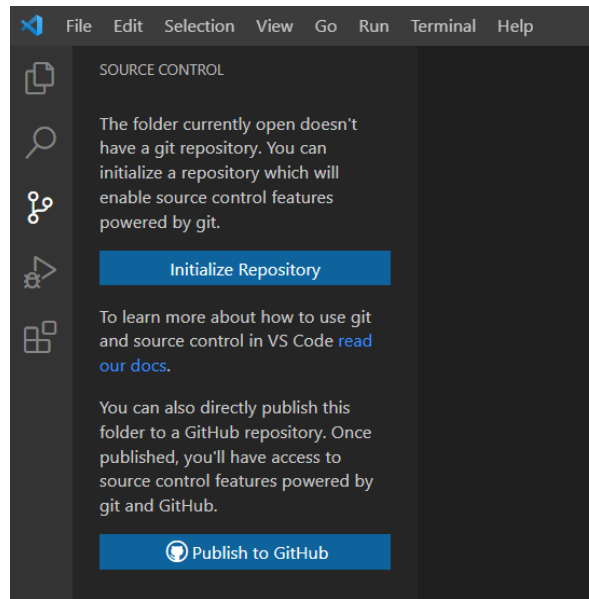 File Edit Selection View Go Run Terminal Help
SOURCE CONTROL
The folder currently open doesn't
have a git repository. You can
initialize a repository which will
enable source control features
powered by git.
Initialize Repository
To learn more about how to use git
and source control in VS Code read
our docs.
You can also directly publish this
folder to a GitHub repository. Once
published, you'll have access to
source control features powered by
git and GitHub.
Publish to GitHub